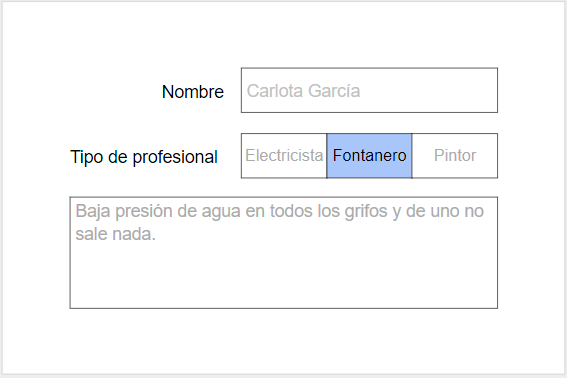 Nombre Carlota García
Tipo de profesional Electricista Fontanero Pintor
Baja presión de agua en todos los grifos y de uno no
sale nada.